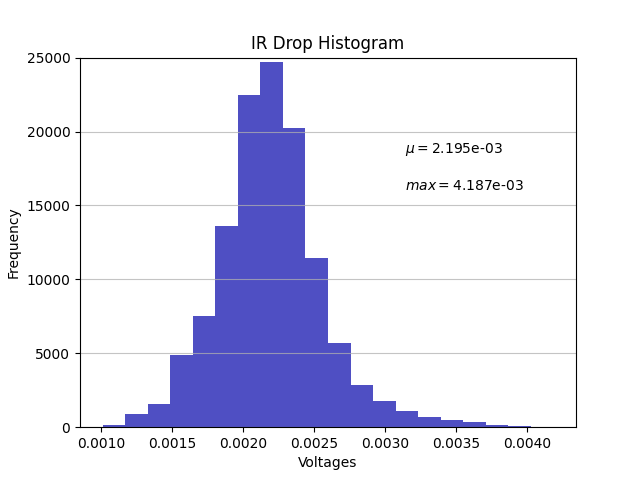 IR Drop Histogram
25000
20000
15000
10000
5000
0
Frequency
μ = 2.195e-03
max = 4.187e-03
0.0010 0.0015 0.0020 0.0025 0.0030 0.0035 0.0040
Voltages